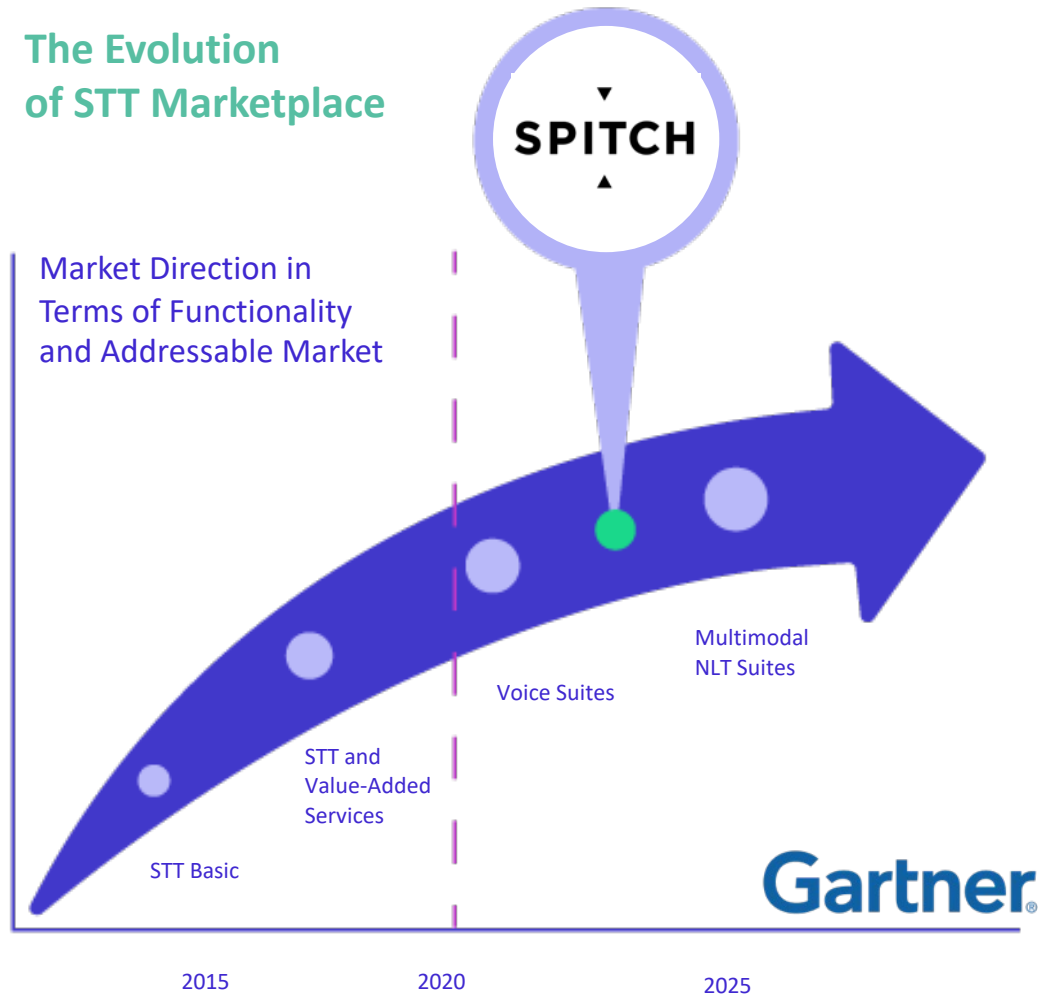 The Evolution
of STT Marketplace
SPITCH
Market Direction in
Terms of Functionality
and Addressable Market
Multimodal
NLT Suites
Voice Suites
STT and
Value-Added
Services
STT Basic
Gartner®
2015
2020
2025